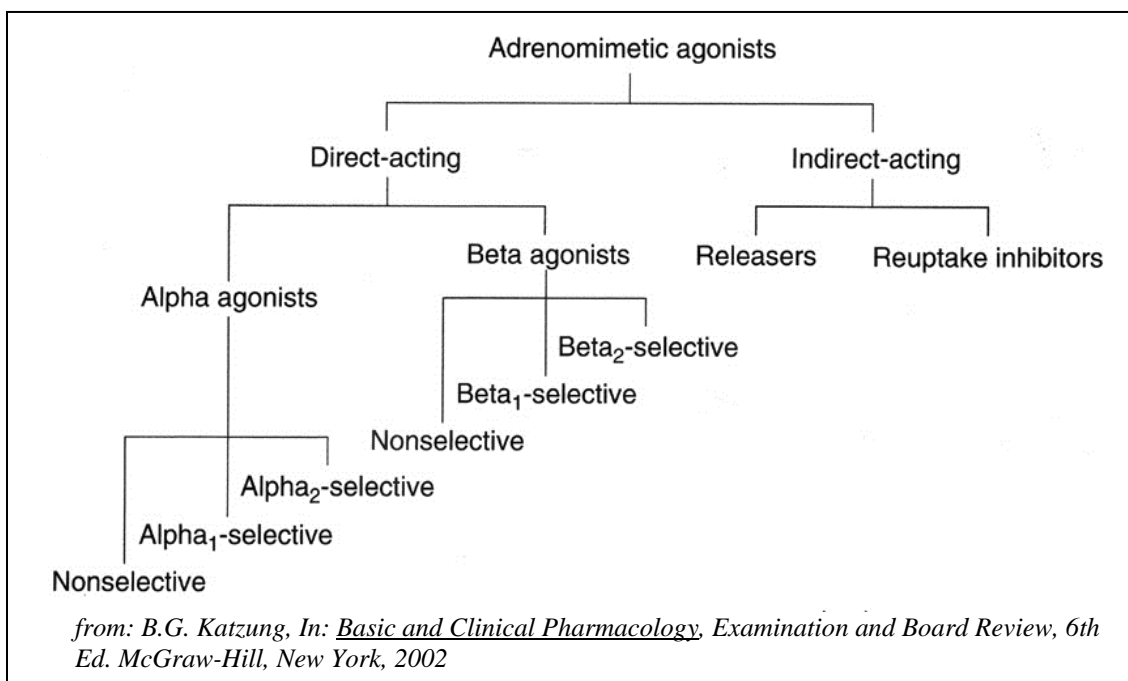 Adrenomimetic agonists
Direct-acting
Indirect-acting
Beta agonists
Releasers
Reuptake inhibitors
Alpha agonists
Beta₂-selective
Beta₁-selective
Nonselective
Alpha₂-selective
Alpha₁-selective
Nonselective
from: B.G. Katzung, In: Basic and Clinical Pharmacology, Examination and Board Review, 6th
Ed. McGraw-Hill, New York, 2002